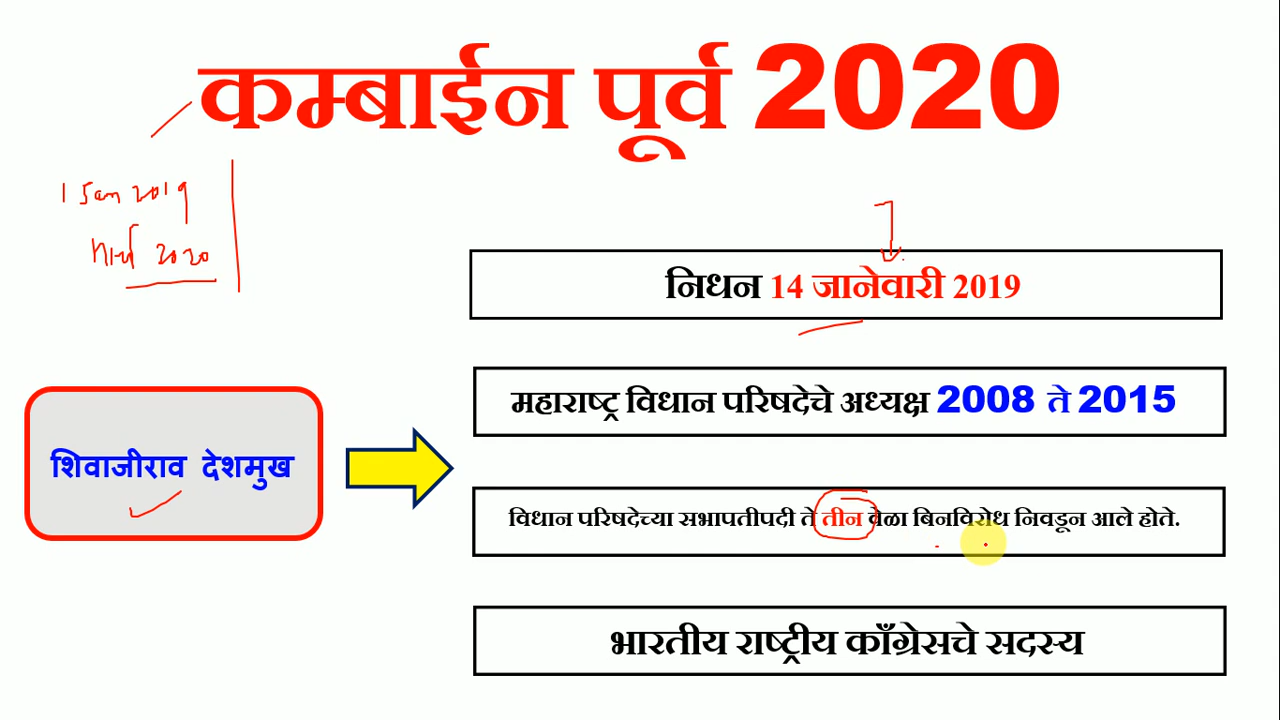 कम्बाईन पूर्व 2020
1 Jan 2019
मार्च 2020
निधन 14 जानेवारी 2019
महाराष्ट्र विधान परिषदेचे अध्यक्ष 2008 ते 2015
शिवाजीराव देशमुख
विधान परिषदेच्या सभापतीपदी ते तीन वेळा बिनविरोध निवडून आले होते.
भारतीय राष्ट्रीय काँग्रेसचे सदस्य